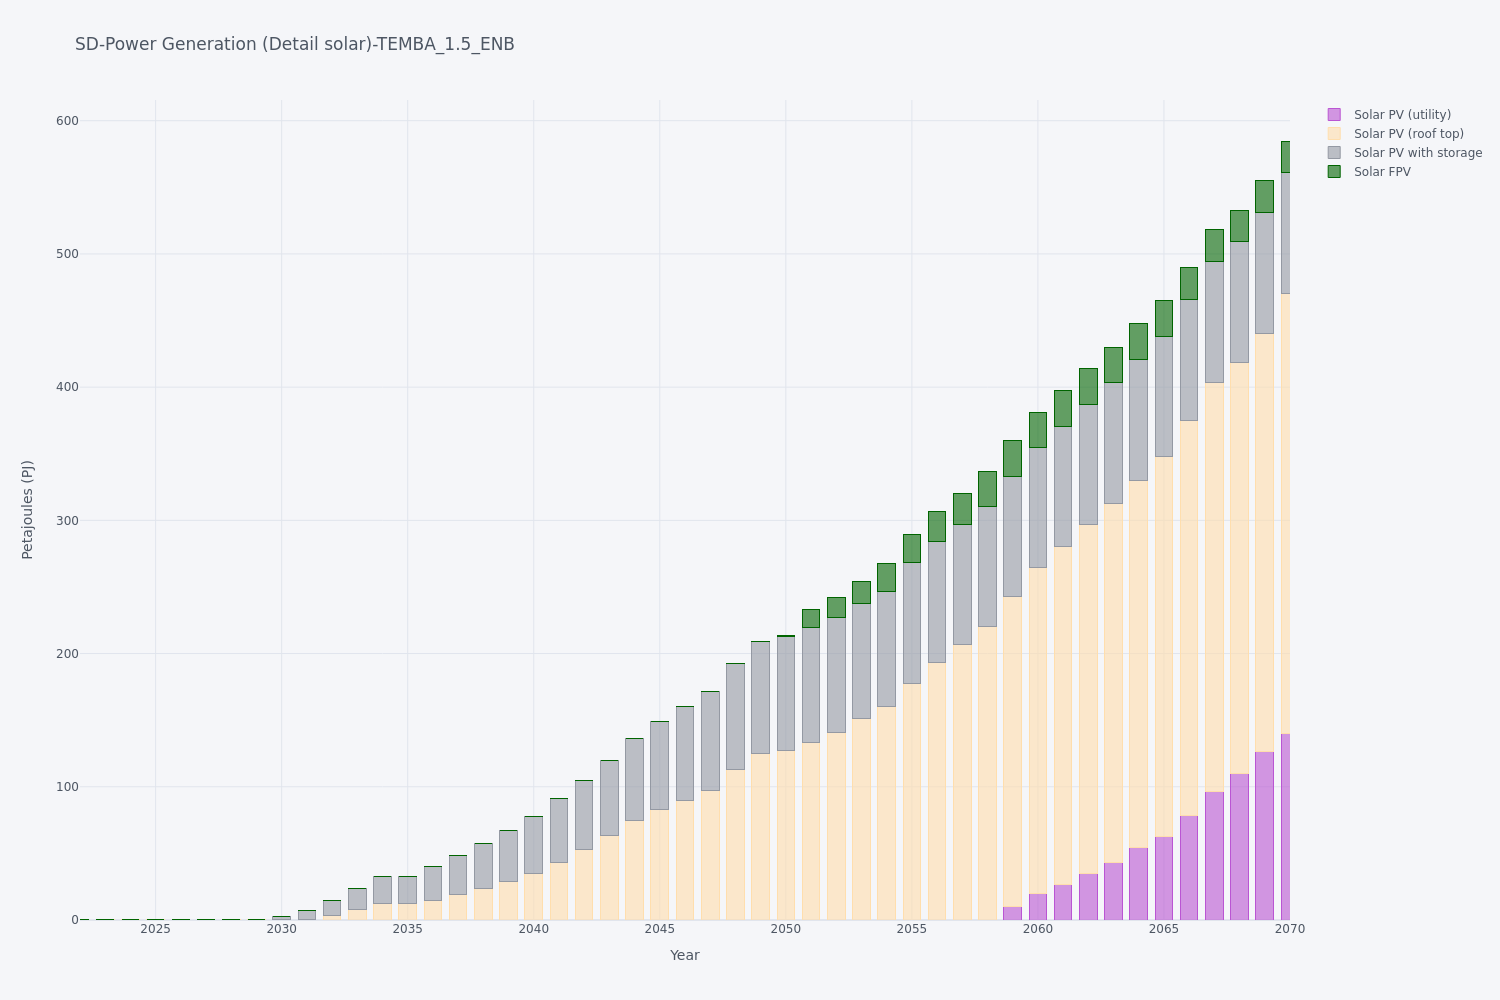 SD-Power Generation (Detail solar)-TEMBA_1.5_ENB
Solar PV (utility)
Solar PV (roof top)
Solar PV with storage
Solar FPV
Petajoules (PJ)
600
500
400
300
200
100
0
2025 2030 2035 2040 2045 2050 2055 2060 2065 2070
Year